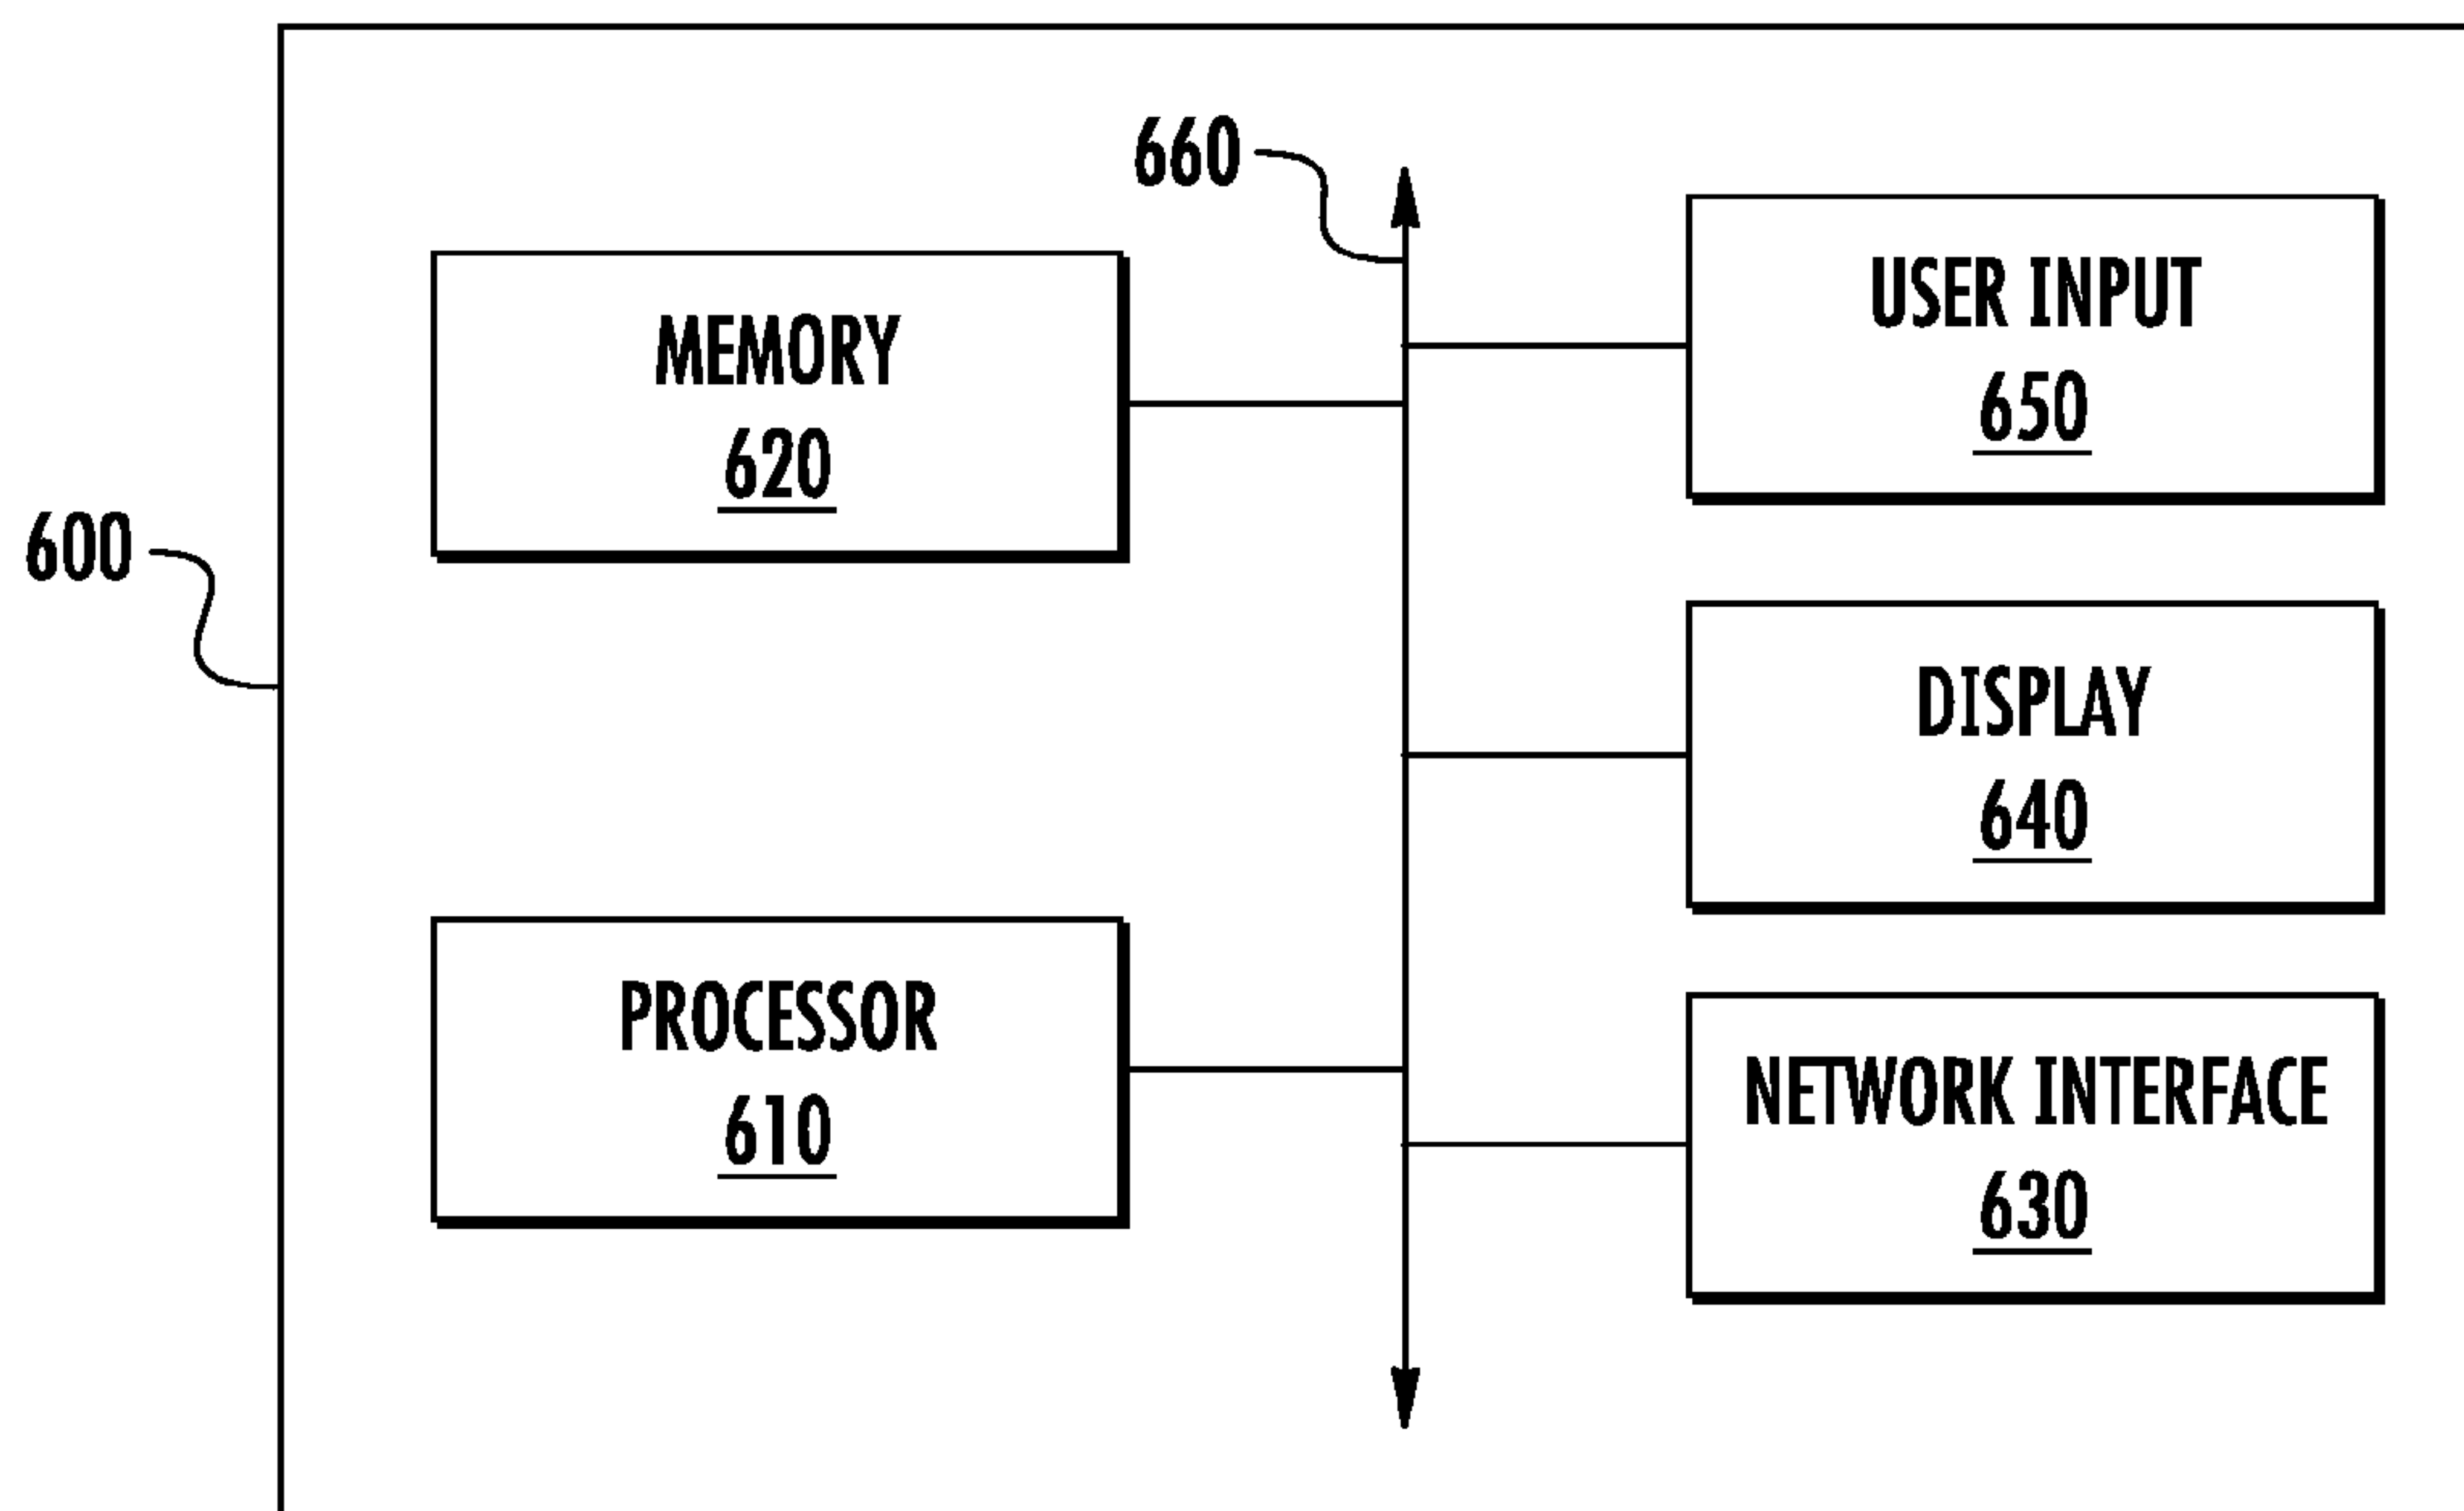 660
USER INPUT
650
MEMORY
620
600
DISPLAY
640
PROCESSOR
610
NETWORK INTERFACE
630